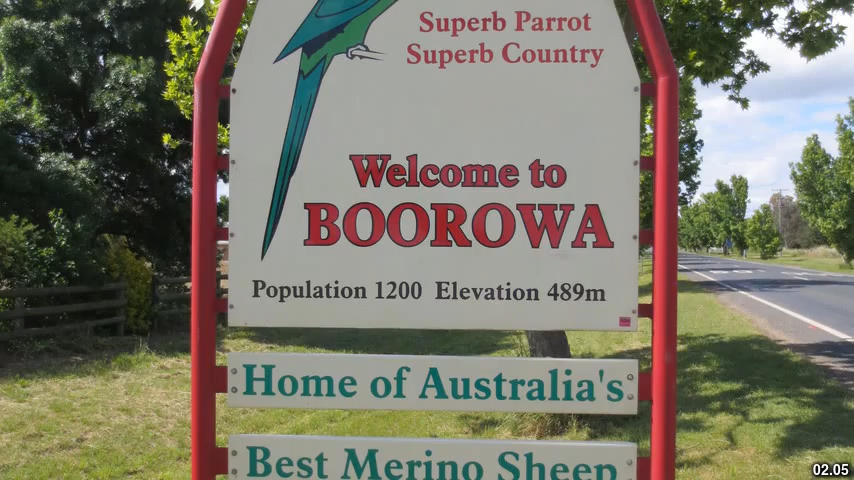 Superb Parrot
Superb Country
Welcome to
BOOROWA
Population 1200 Elevation 489m
Home of Australia's
Best Merino Sheep
02.05